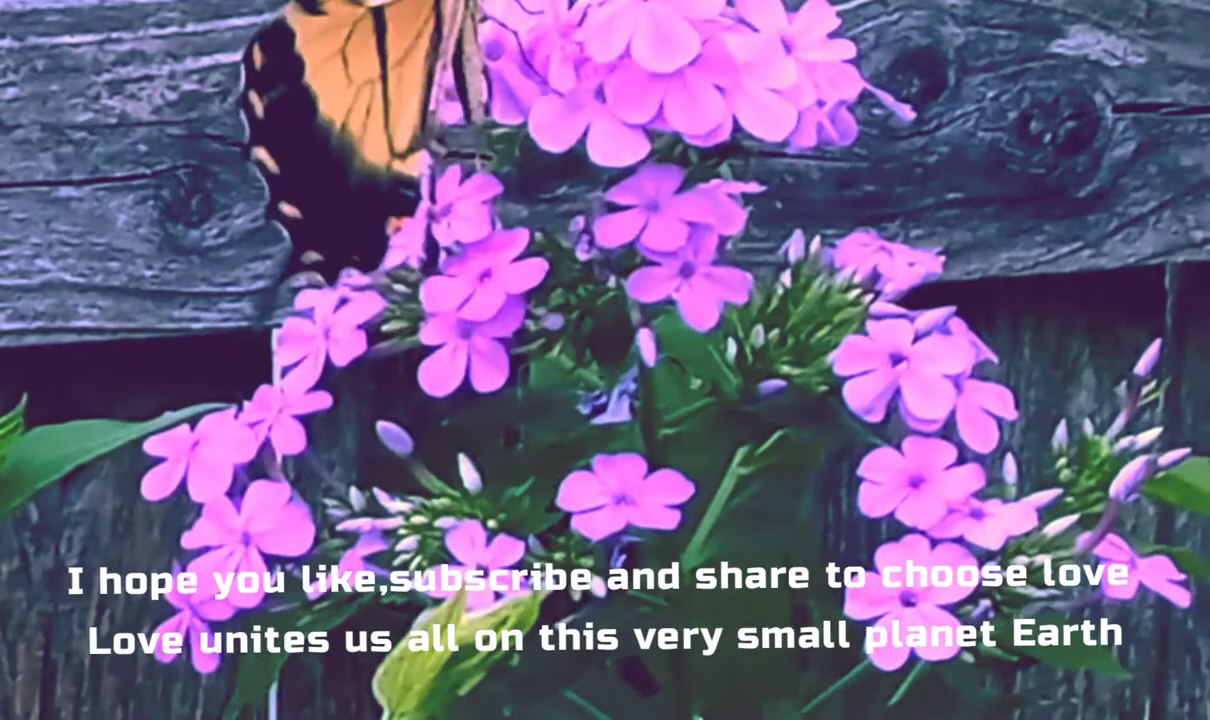 I hope you like,subscribe and share to choose love
Love unites us all on this very small planet Earth